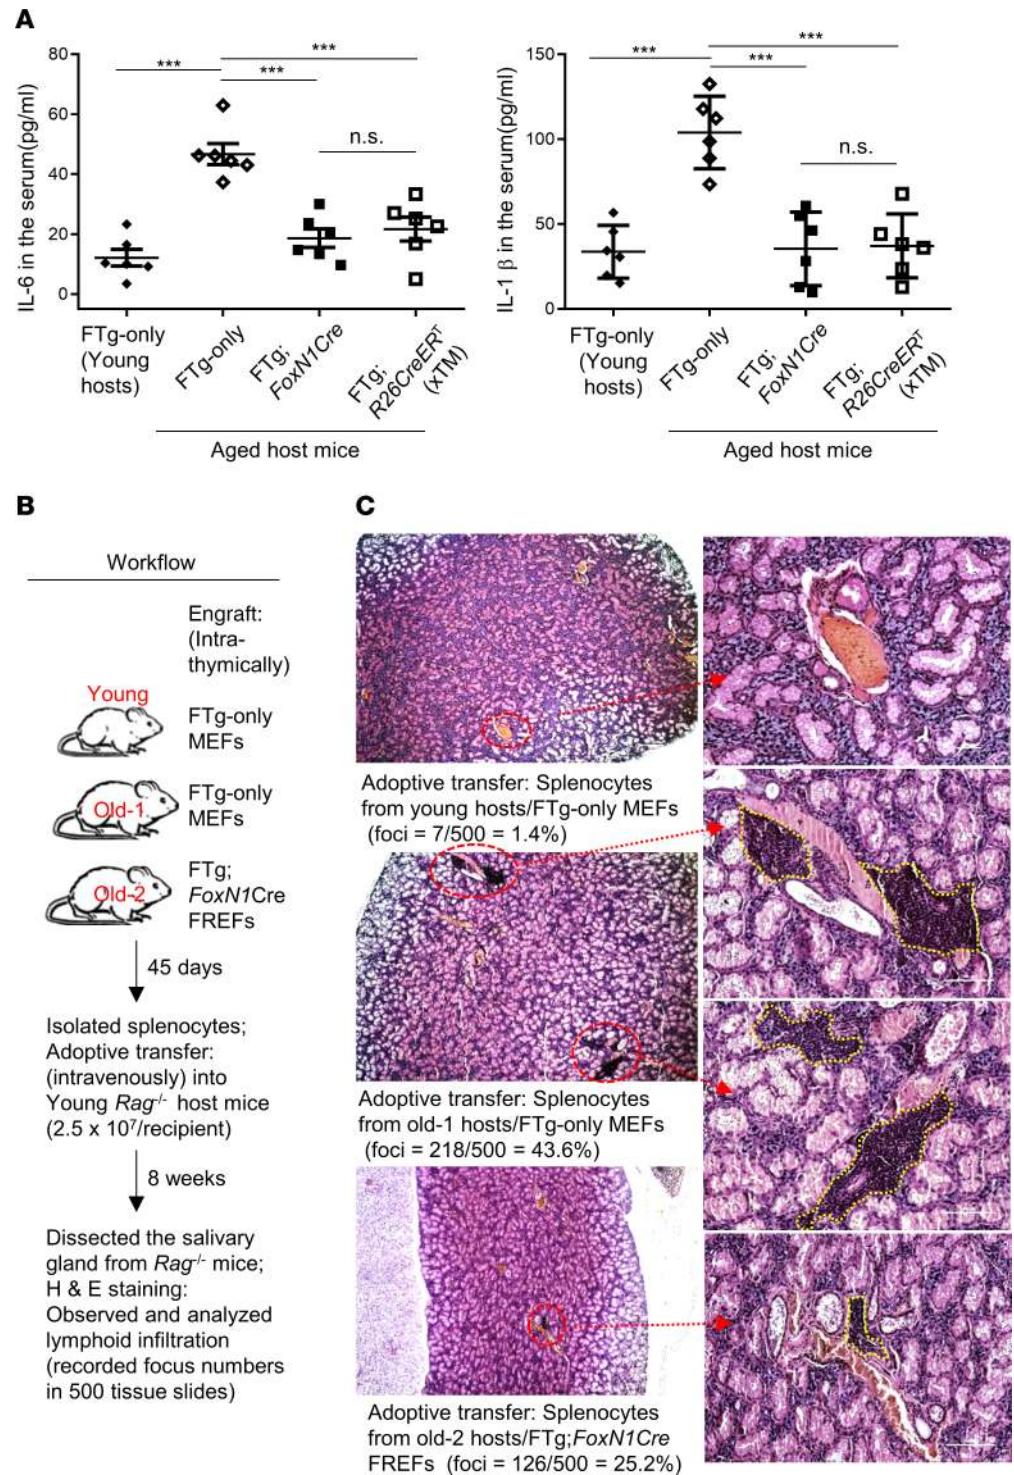 A
IL-6 in the serum(pg/ml)
80
60
40
20
0
***
***
***
n.s.
FTg-only
(Young
hosts)
FTg-only
FTg;
FoxN1Cre
FTg;
R26CreERᵀ
(xTM)
Aged host mice
IL-1 β in the serum(pg/ml)
150
100
50
0
***
***
***
n.s.
FTg-only
(Young
hosts)
FTg-only
FTg;
FoxN1Cre
FTg;
R26CreERᵀ
(xTM)
Aged host mice
B
Workflow
Engraft:
(Intra-
thymically)
Young
FTg-only
MEFs
Old-1
FTg-only
MEFs
Old-2
FTg;
FoxN1Cre
FREFs
45 days
Isolated splenocytes;
Adoptive transfer:
(intravenously) into
Young Rag⁻/⁻ host mice
(2.5 x 10⁷/recipient)
8 weeks
Dissected the salivary
gland from Rag⁻/⁻ mice;
H & E staining:
Observed and analyzed
lymphoid infiltration
(recorded focus numbers
in 500 tissue slides)
C
Adoptive transfer: Splenocytes
from young hosts/FTg-only MEFs
(foci = 7/500 = 1.4%)
Adoptive transfer: Splenocytes
from old-1 hosts/FTg-only MEFs
(foci = 218/500 = 43.6%)
Adoptive transfer: Splenocytes
from old-2 hosts/FTg;FoxN1Cre
FREFs (foci = 126/500 = 25.2%)